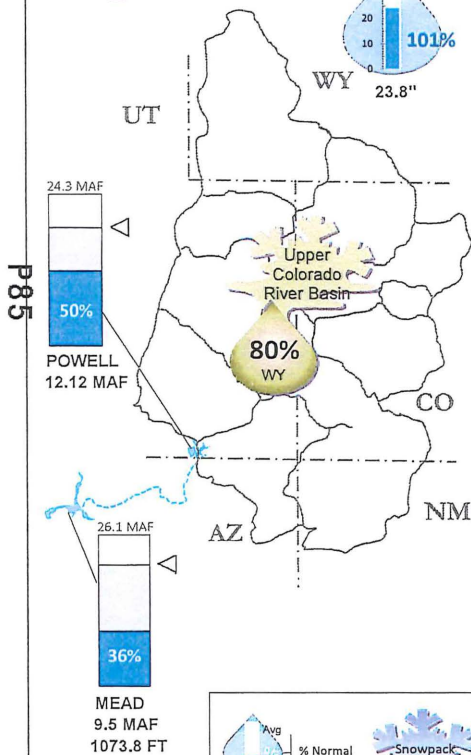 20
10
101%
0
23.8"
WY
UT
24.3 MAF
Upper
Colorado
River Basin
P85
50%
80%
WY
POWELL
12.12 MAF
CO
NM
AZ
26.1 MAF
36%
MEAD
9.5 MAF
1073.8 FT
Avg
% Normal
Snowpack